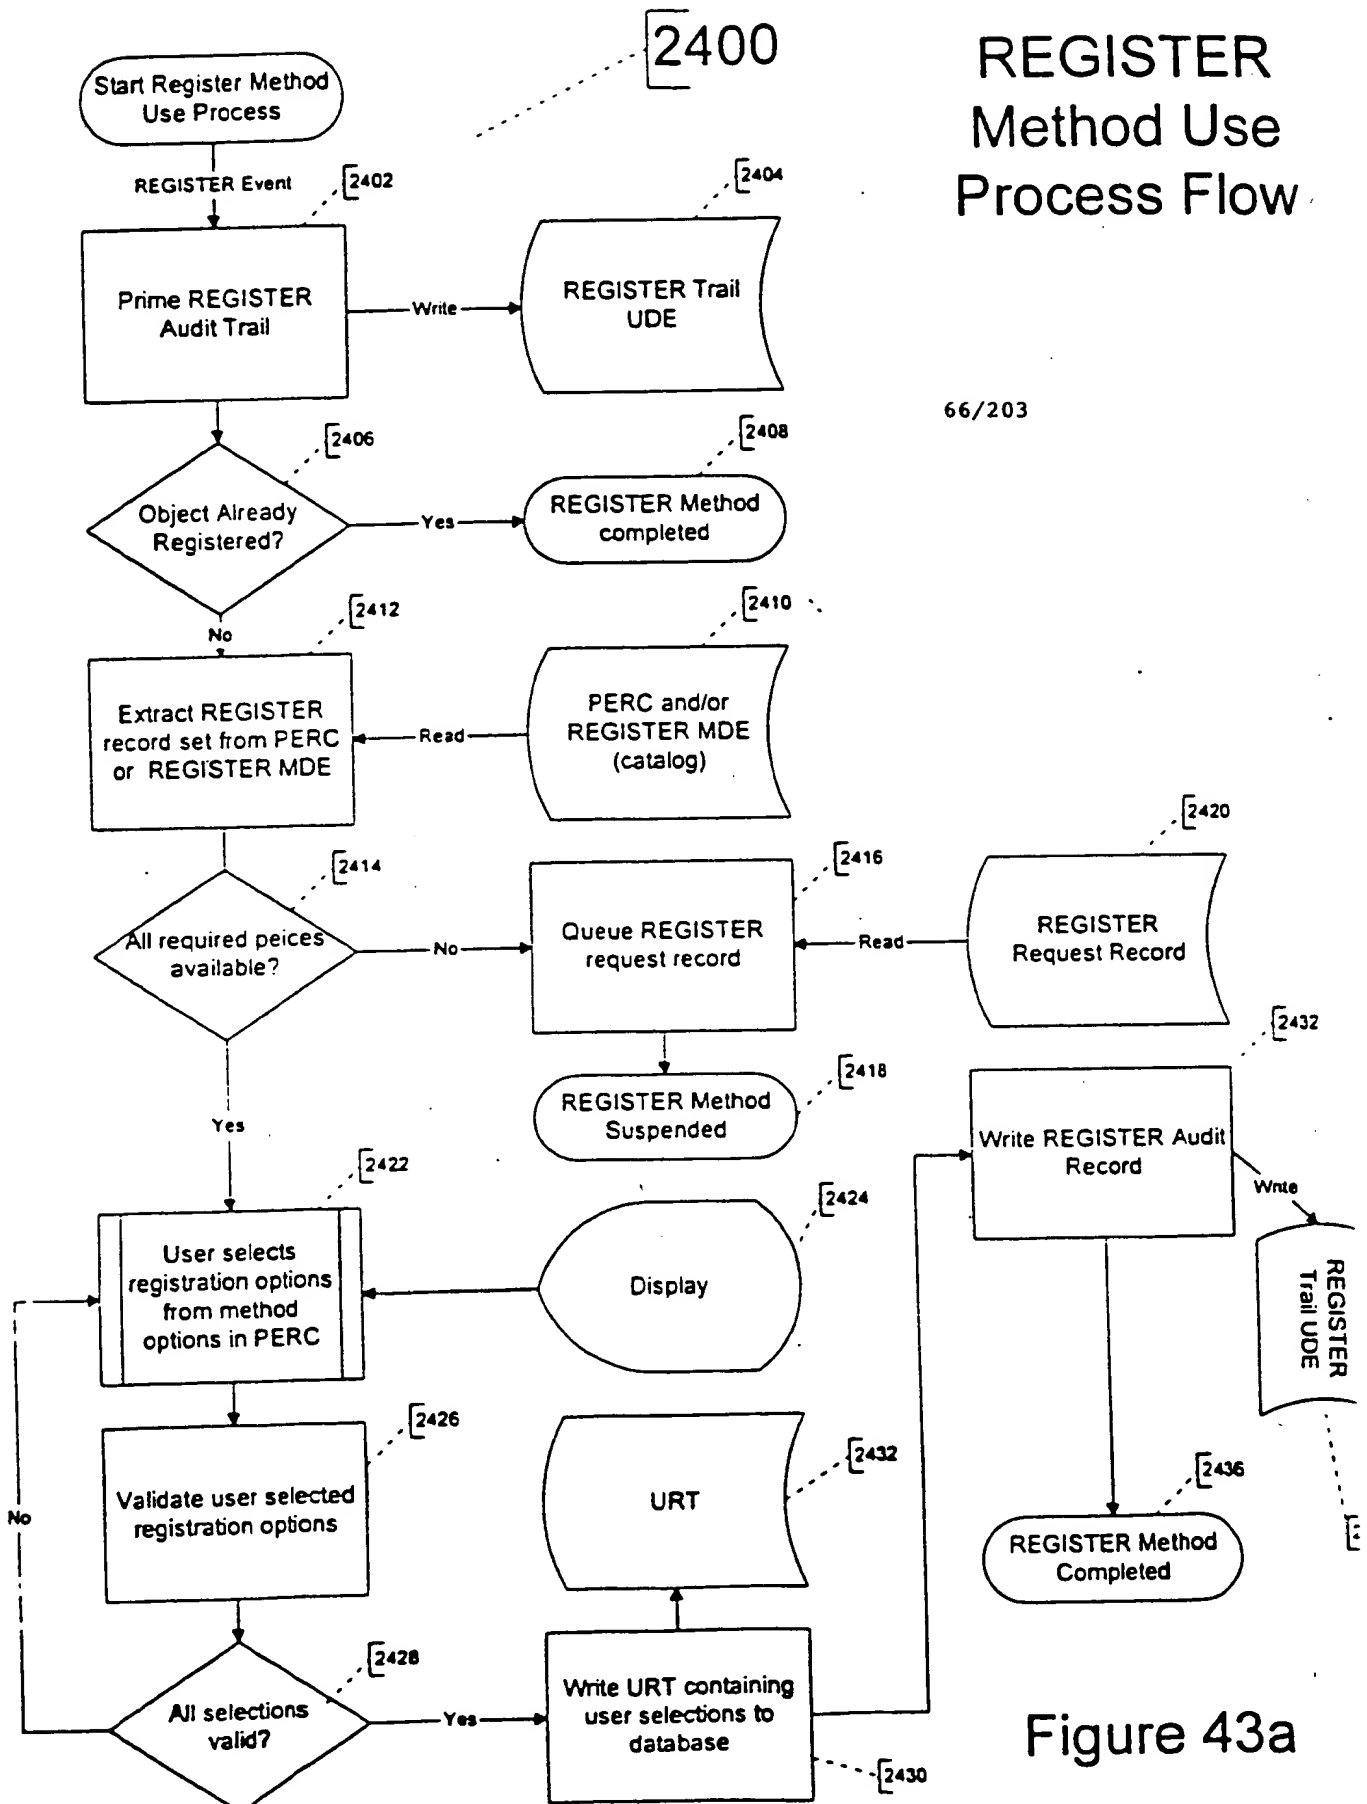 2400
REGISTER
Method Use
Process Flow
Start Register Method
Use Process
REGISTER Event
2402
2404
Prime REGISTER
Audit Trail
Write
REGISTER Trail
UDE
66/203
2406
2408
Object Already
Registered?
Yes
REGISTER Method
completed
No
2412
2410
Extract REGISTER
record set from PERC
or REGISTER MDE
Read
PERC and/or
REGISTER MDE
(catalog)
2414
2416
2420
All required peices
available?
No
Queue REGISTER
request record
Read
REGISTER
Request Record
2418
REGISTER Method
Suspended
2432
Write REGISTER Audit
Record
Write
REGISTER
Trail UDE
Yes
2422
2424
User selects
registration options
from method
options in PERC
Display
2426
2432
Validate user selected
registration options
URT
No
2436
REGISTER Method
Completed
2428
All selections
valid?
Yes
Write URT containing
user selections to
database
2430
Figure 43a